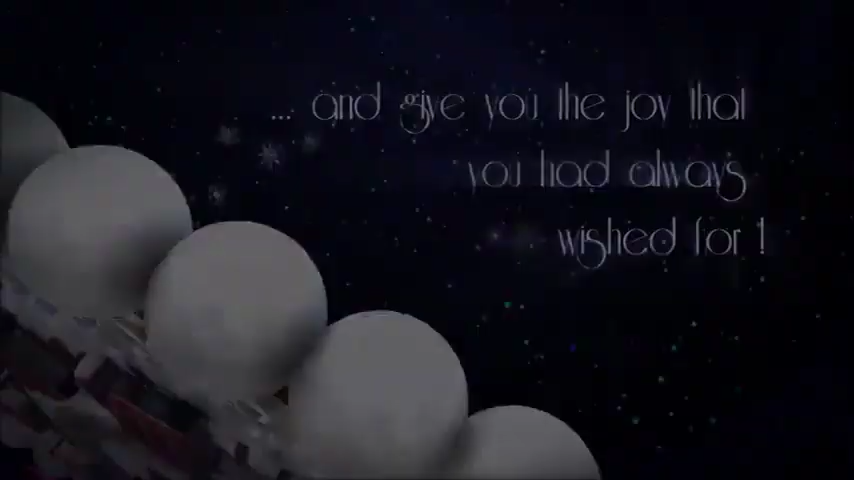 ... and give you the joy that
you had always
wished for !